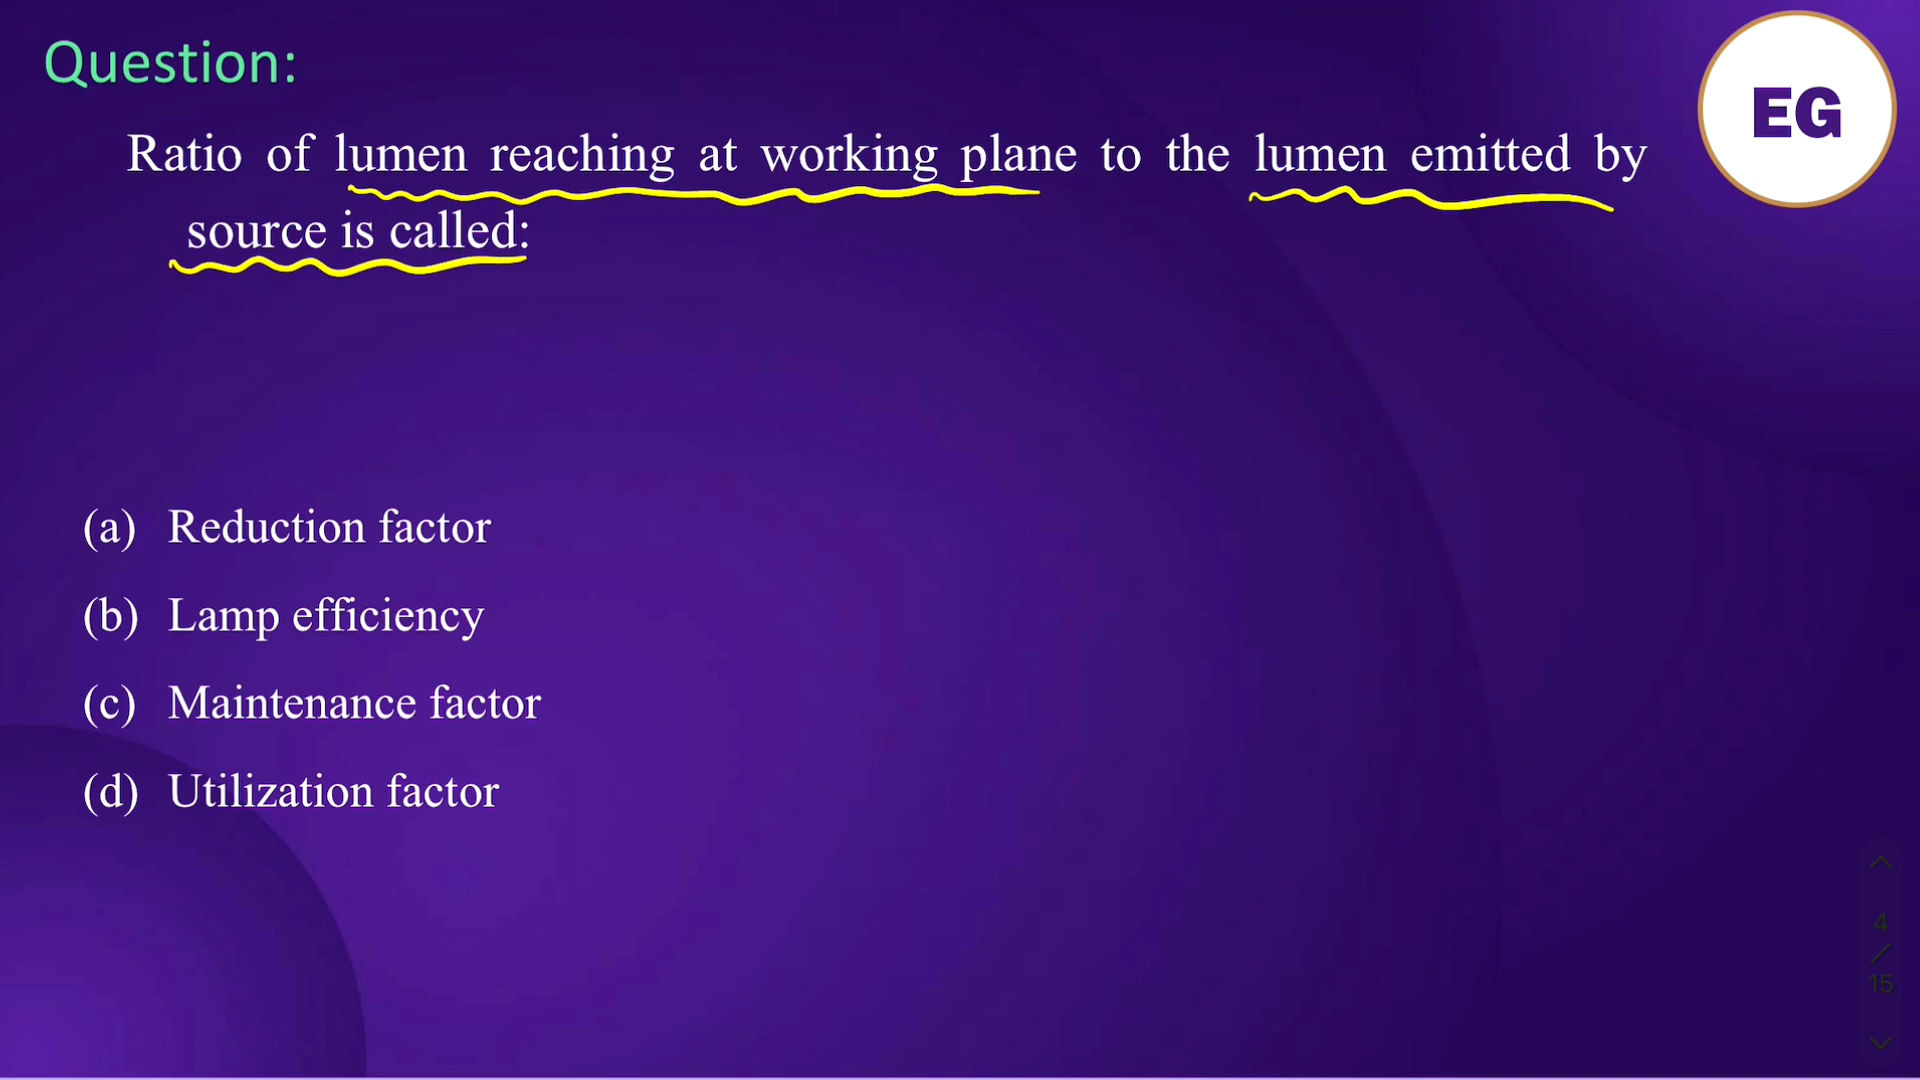 Question:
EG
Ratio of lumen reaching at working plane to the lumen emitted by
source is called:
(a) Reduction factor
(b) Lamp efficiency
(c) Maintenance factor
(d) Utilization factor
4
/
15